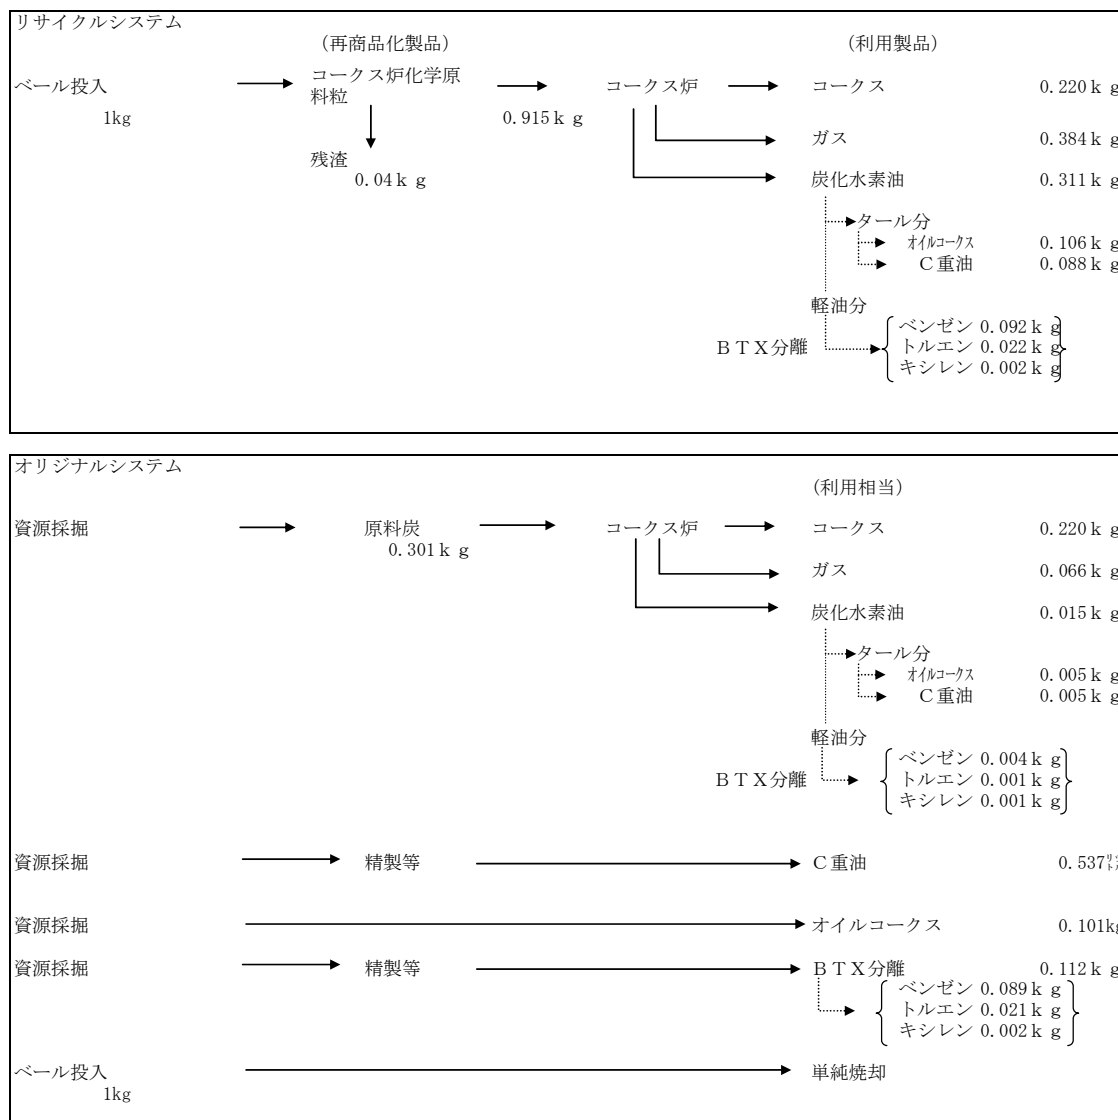 リサイクルシステム
(再商品化製品) (利用製品)
ベール投入 コークス炉化学原料粒 コークス炉 コークス 0.220kg
1kg 0.915kg
ガス 0.384kg
残渣
0.04kg
炭化水素油 0.311kg
タール分
オイルコークス 0.106kg
C重油 0.088kg
軽油分
BTX分離 ベンゼン 0.092kg
トルエン 0.022kg
キシレン 0.002kg
オリジナルシステム
(利用相当)
資源採掘 原料炭 コークス炉 コークス 0.220kg
0.301kg
ガス 0.066kg
炭化水素油 0.015kg
タール分
オイルコークス 0.005kg
C重油 0.005kg
軽油分
BTX分離 ベンゼン 0.004kg
トルエン 0.001kg
キシレン 0.001kg
資源採掘 精製等 C重油 0.537
資源採掘 オイルコークス 0.101kg
資源採掘 精製等 BTX分離 0.112kg
ベンゼン 0.089kg
トルエン 0.021kg
キシレン 0.002kg
ベール投入 単純焼却
1kg